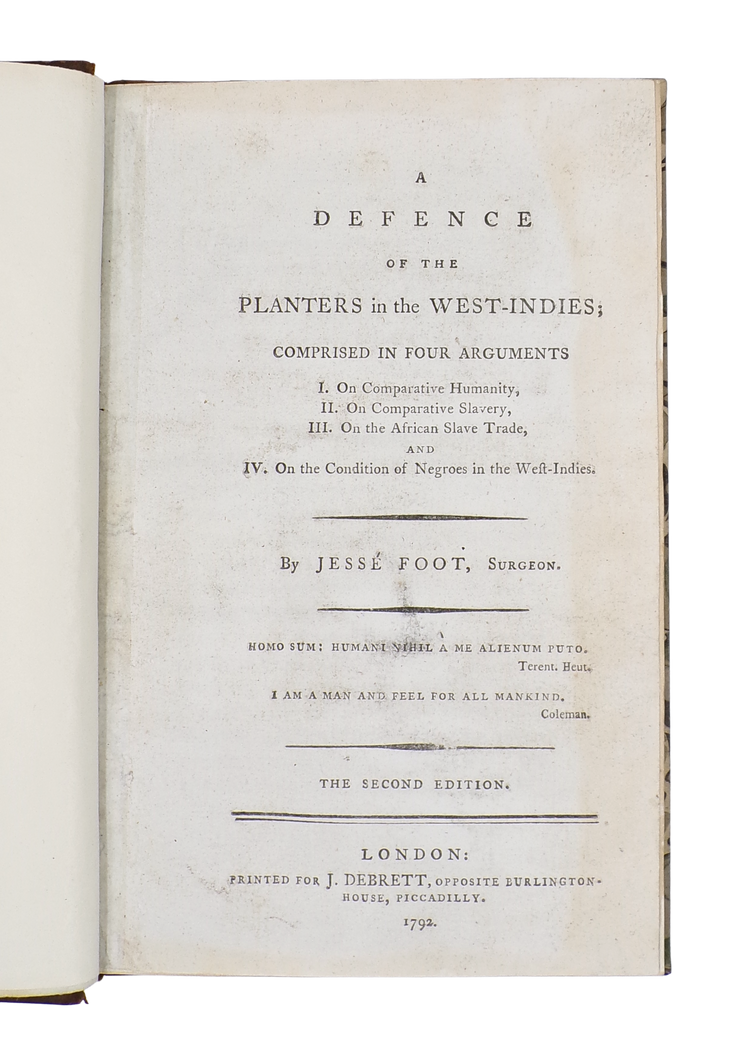 A
DEFENCE
OF THE
PLANTERS in the WEST-INDIES;
COMPRISED IN FOUR ARGUMENTS
I. On Comparative Humanity,
II. On Comparative Slavery,
III. On the African Slave Trade,
AND
IV. On the Condition of Negroes in the Weſt-Indies.
By JESSÉ FOOT, SURGEON.
HOMO SUM: HUMANI NIHIL A ME ALIENUM PUTO.
Terent. Heut.
I AM A MAN AND FEEL FOR ALL MANKIND.
Coleman.
THE SECOND EDITION.
LONDON:
PRINTED FOR J. DEBRETT, OPPOSITE BURLINGTON-
HOUSE, PICCADILLY.
1792.